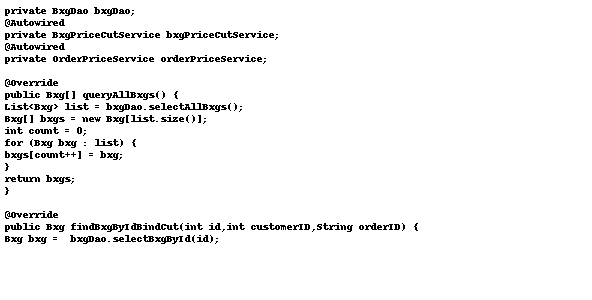 private BxgDao bxgDao;
@Autowired
private BxgPriceCutService bxgPriceCutService;
@Autowired
private OrderPriceService orderPriceService;

@Override
public Bxg[] queryAllBxgs() {
List<Bxg> list = bxgDao.selectAllBxgs();
Bxg[] bxgs = new Bxg[list.size()];
int count = 0;
for (Bxg bxg : list) {
bxgs[count++] = bxg;
}
return bxgs;
}

@Override
public Bxg findBxgByIdBindCut(int id,int customerID,String orderID) {
Bxg bxg =  bxgDao.selectBxgById(id);